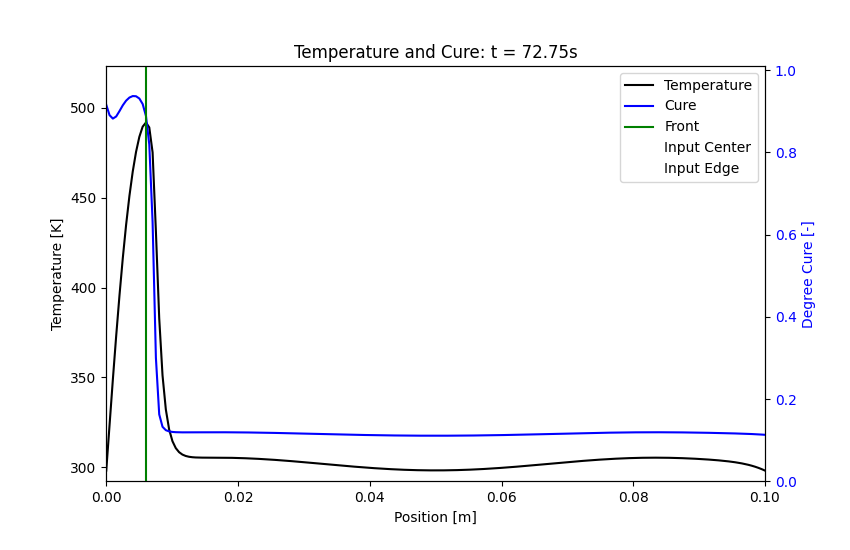 Temperature and Cure: t = 72.75s
Temperature
Cure
Front
Input Center
Input Edge
500
450
400
350
300
Temperature [K]
1.0
0.8
0.6
0.4
0.2
0.0
Degree Cure [-]
0.00 0.02 0.04 0.06 0.08 0.10
Position [m]